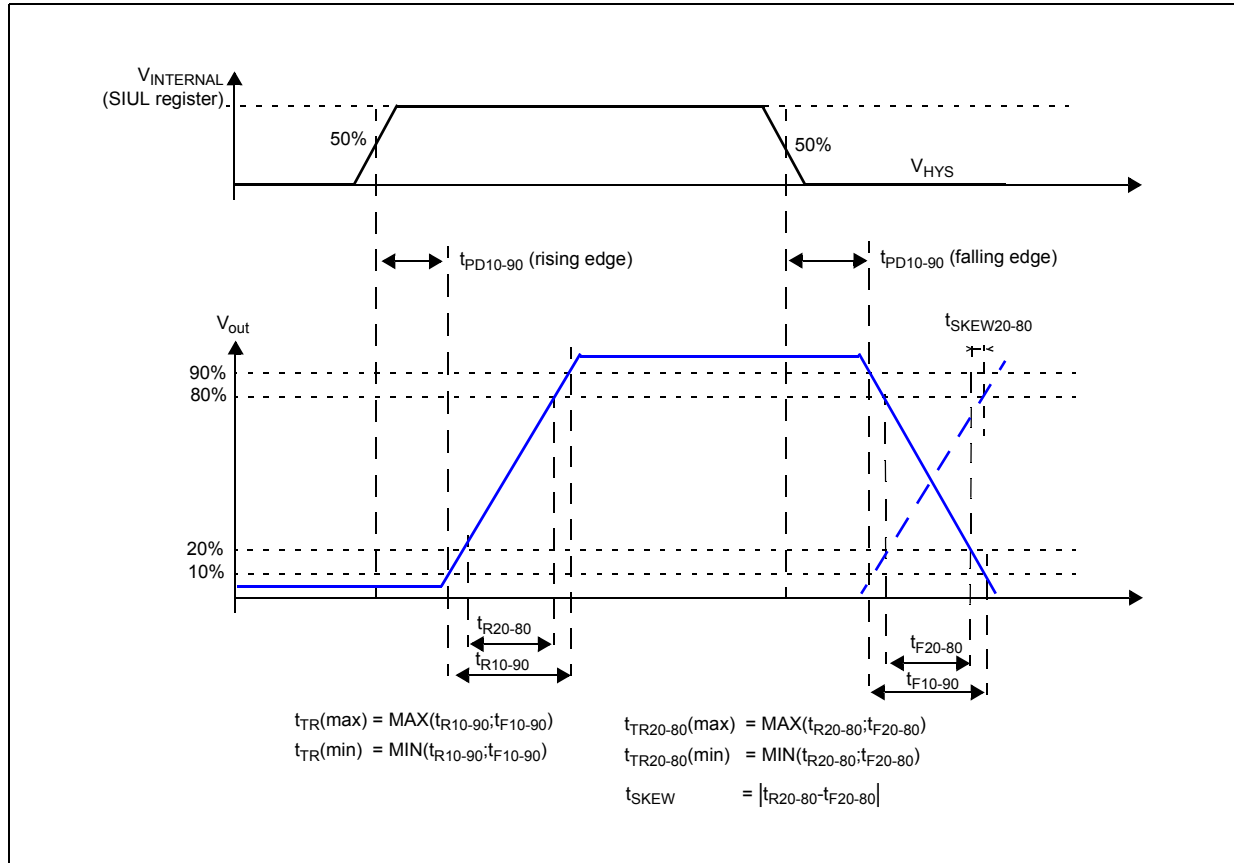 VINTERNAL
(SIUL register)
50%
50%
VHYS
tPD10-90 (rising edge)
tPD10-90 (falling edge)
Vout
tSKEW20-80
90%
80%
20%
10%
tR20-80
tR10-90
tF20-80
tF10-90
tTR(max) = MAX(tR10-90;tF10-90)
tTR(min) = MIN(tR10-90;tF10-90)
tTR20-80(max) = MAX(tR20-80;tF20-80)
tTR20-80(min) = MIN(tR20-80;tF20-80)
tSKEW = |tR20-80-tF20-80|